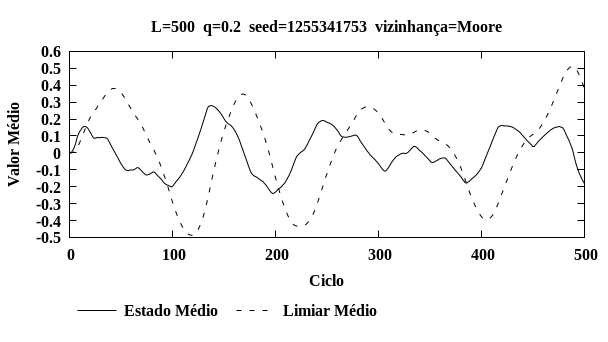 L=500 q=0.2 seed=1255341753 vizinhança=Moore
0.6
0.5
0.4
0.3
0.2
0.1
0
-0.1
-0.2
-0.3
-0.4
-0.5
Valor Médio
0 100 200 300 400 500
Ciclo
Estado Médio Limiar Médio